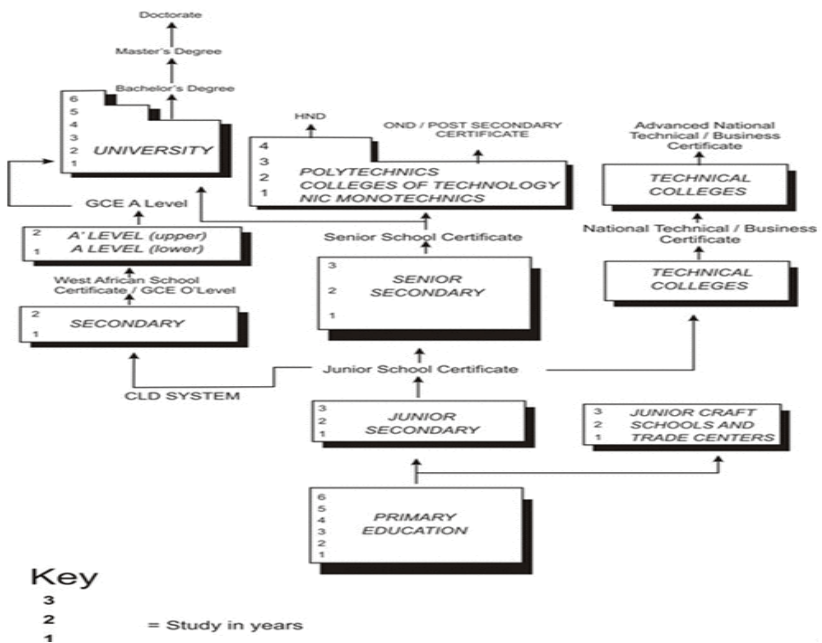 Doctorate
Master's Degree
Bachelor's Degree
6
5
4
3
2
1
UNIVERSITY
HND
OND / POST SECONDARY
CERTIFICATE
4
3
2
1
POLYTECHNICS
COLLEGES OF TECHNOLOGY
NIC MONOTECHNICS
Advanced National
Technical / Business
Certificate
TECHNICAL
COLLEGES
GCE A Level
2
1
A' LEVEL (upper)
A LEVEL (lower)
Senior School Certificate
National Technical / Business
Certificate
West African School
Certificate / GCE O'Level
2
1
SECONDARY
3
2
1
SENIOR
SECONDARY
TECHNICAL
COLLEGES
Junior School Certificate
CLD SYSTEM
3
2
1
JUNIOR
SECONDARY
3
2
1
JUNIOR CRAFT
SCHOOLS AND
TRADE CENTERS
6
5
4
3
2
1
PRIMARY
EDUCATION
Key
3
2
1
= Study in years